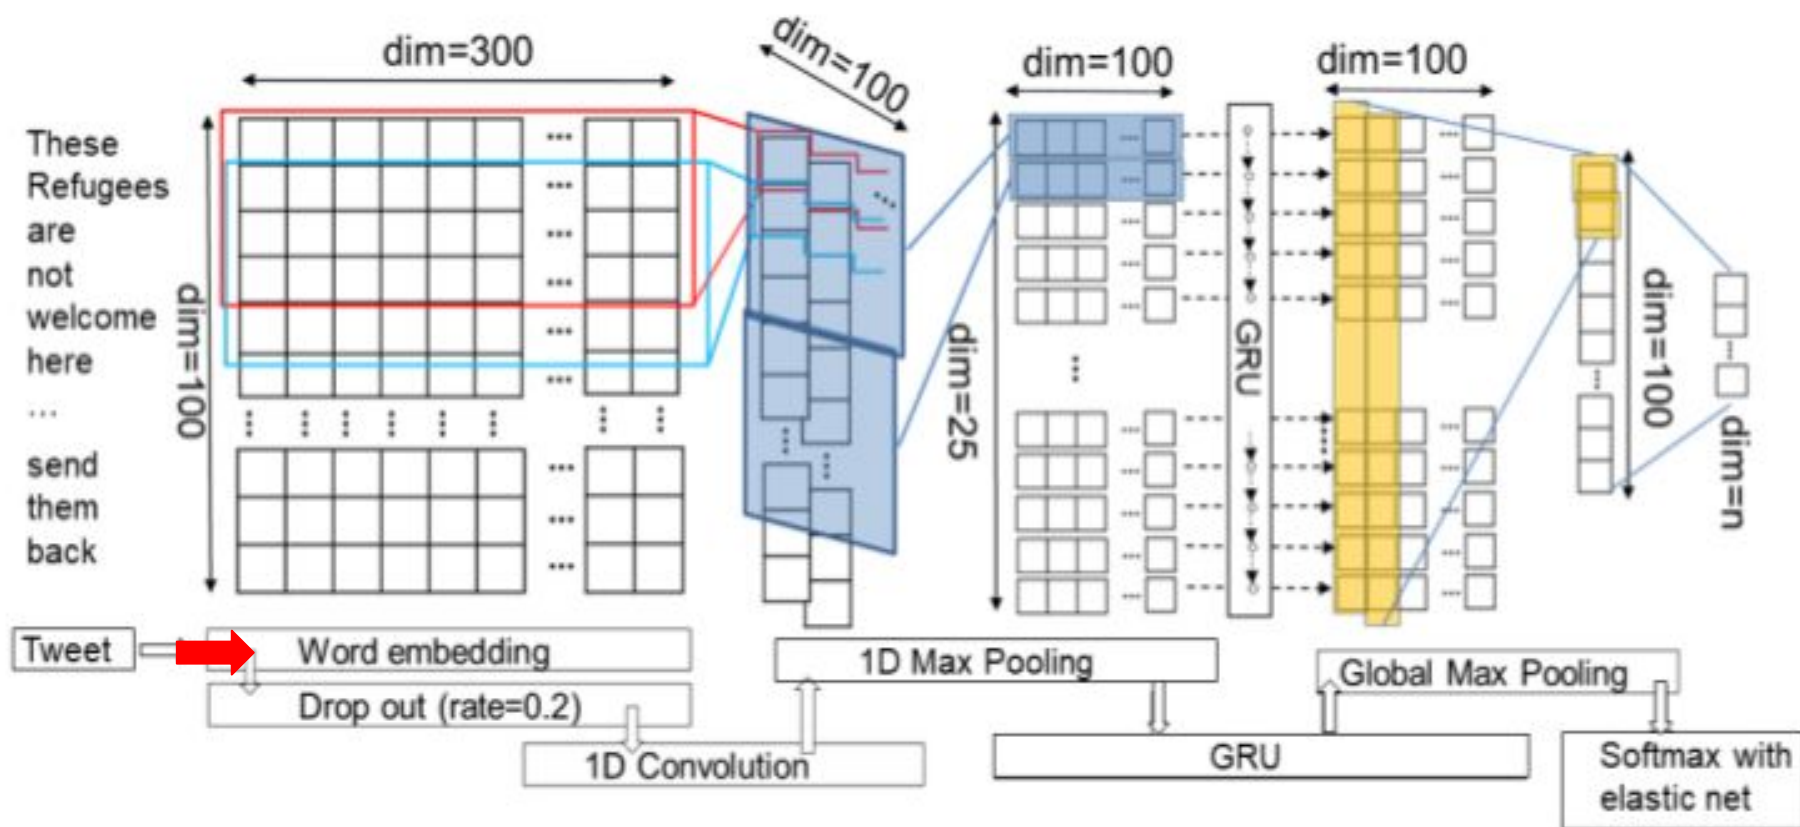 dim=300
dim=100
dim=100
dim=100
These
Refugees
are
not
welcome
here
...
send
them
back
dim=100
dim=25
GRU
dim=100
dim=n
Tweet
Word embedding
Drop out (rate=0.2)
1D Convolution
1D Max Pooling
GRU
Global Max Pooling
Softmax with
elastic net